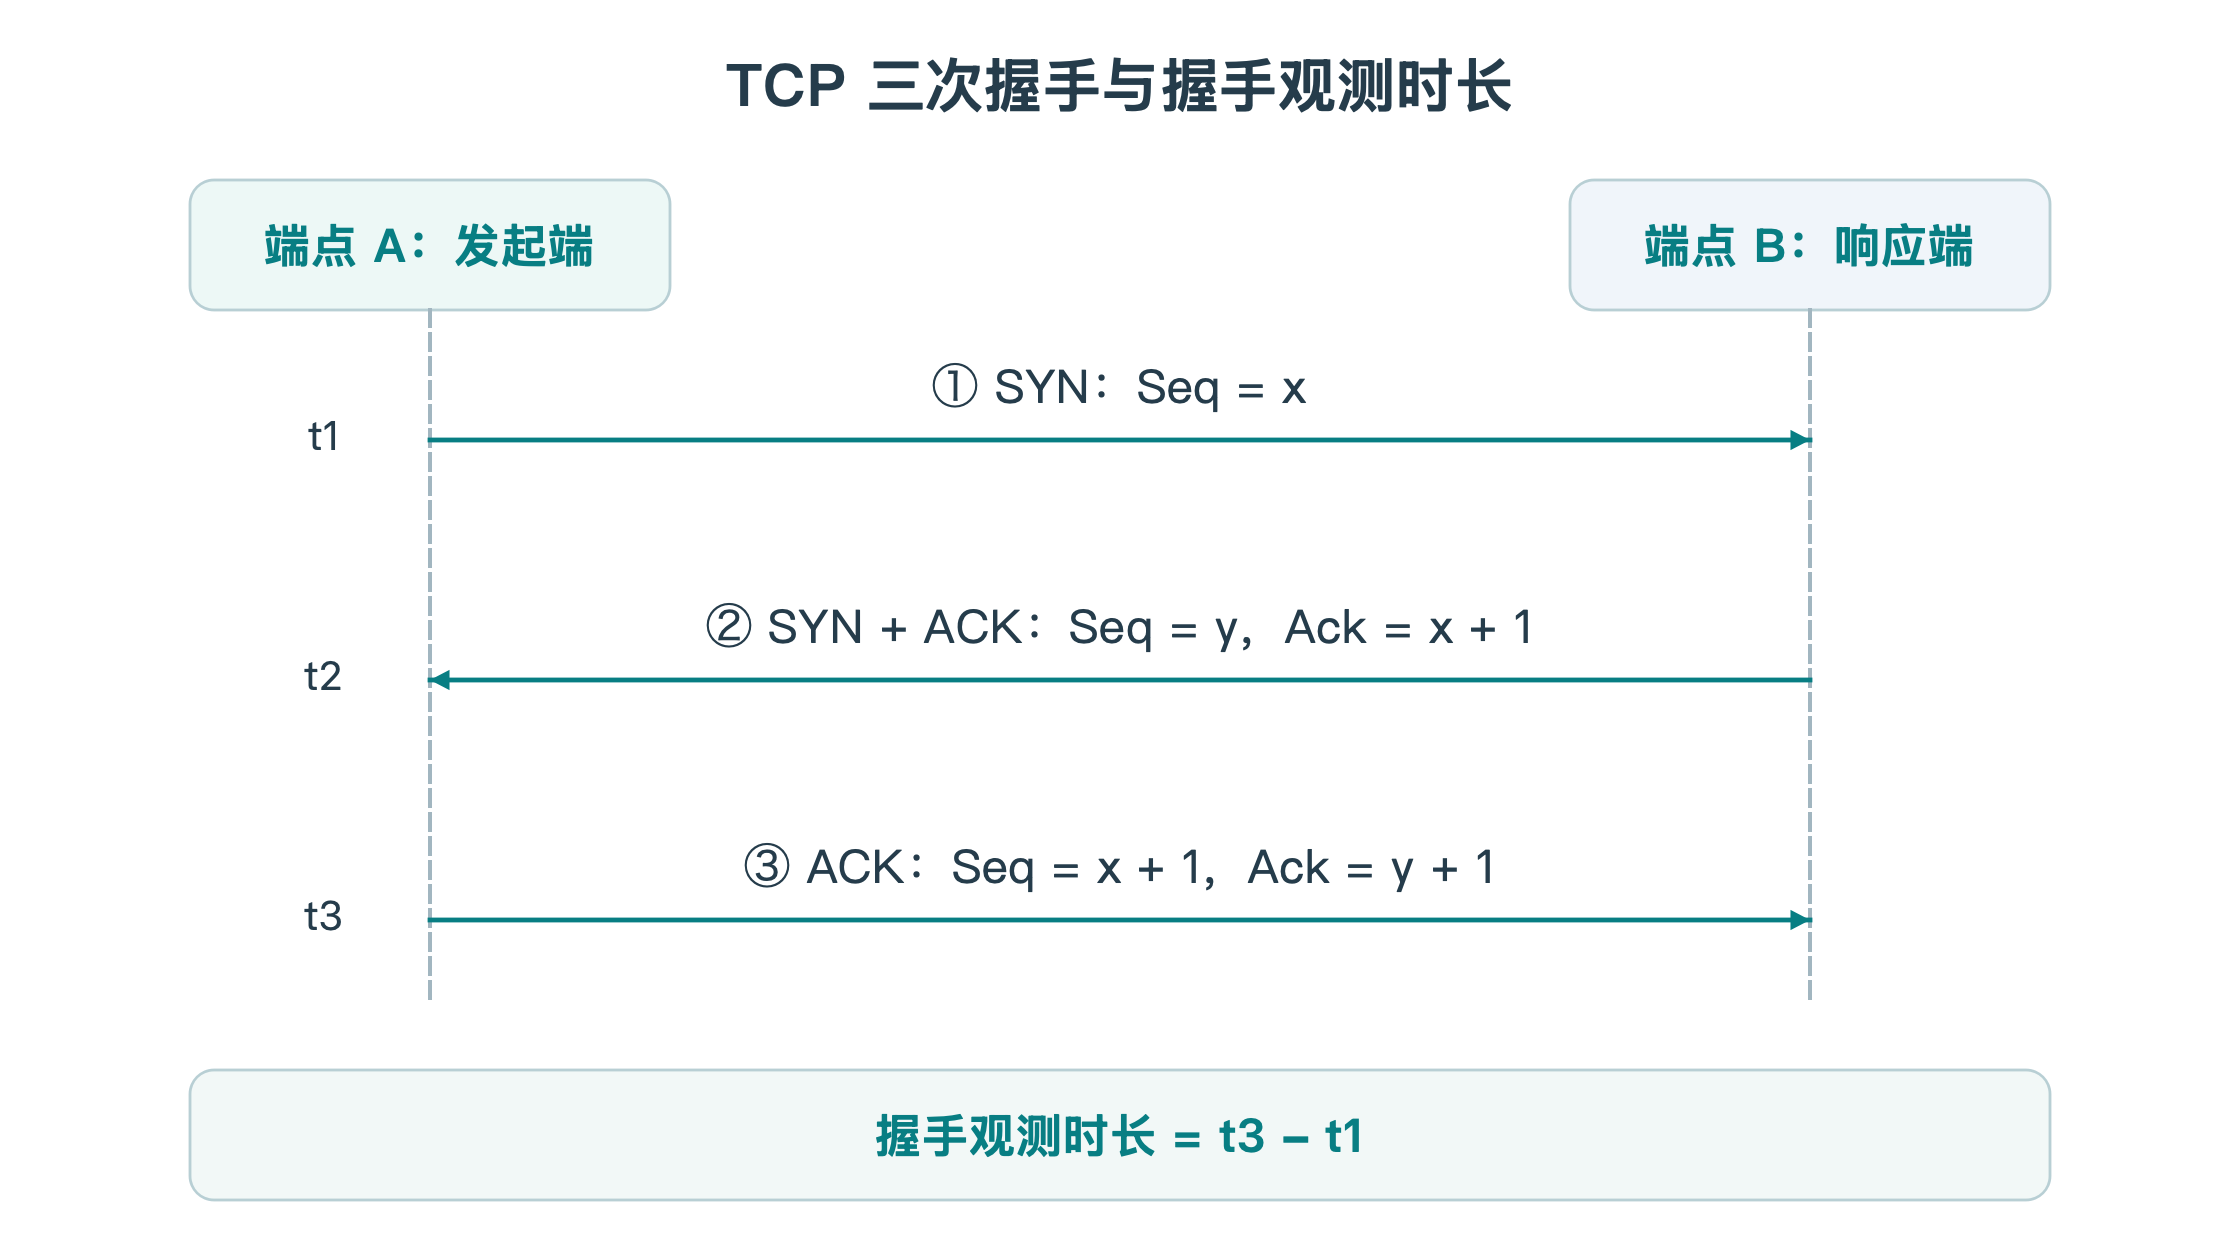 TCP 三次握手与握手观测时长
端点 A：发起端
端点 B：响应端
① SYN：Seq = x
t1
② SYN + ACK：Seq = y，Ack = x + 1
t2
③ ACK：Seq = x + 1，Ack = y + 1
t3
握手观测时长 = t3 − t1